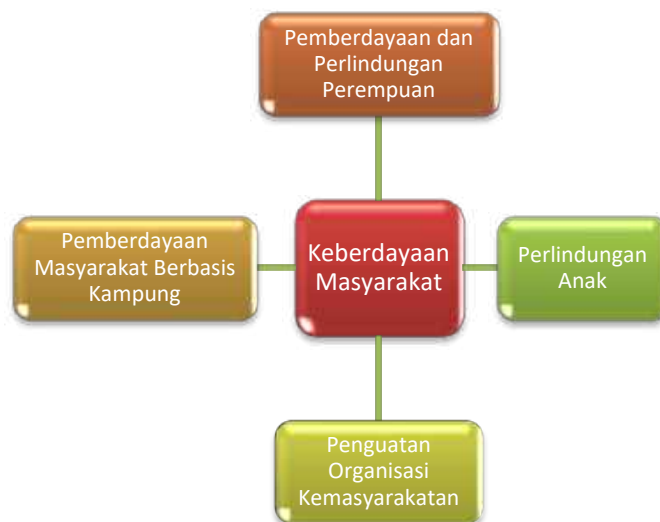 Pemberdayaan dan
Perlindungan
Perempuan
Pemberdayaan
Masyarakat Berbasis
Kampung
Keberdayaan
Masyarakat
Perlindungan
Anak
Penguatan
Organisasi
Kemasyarakatan